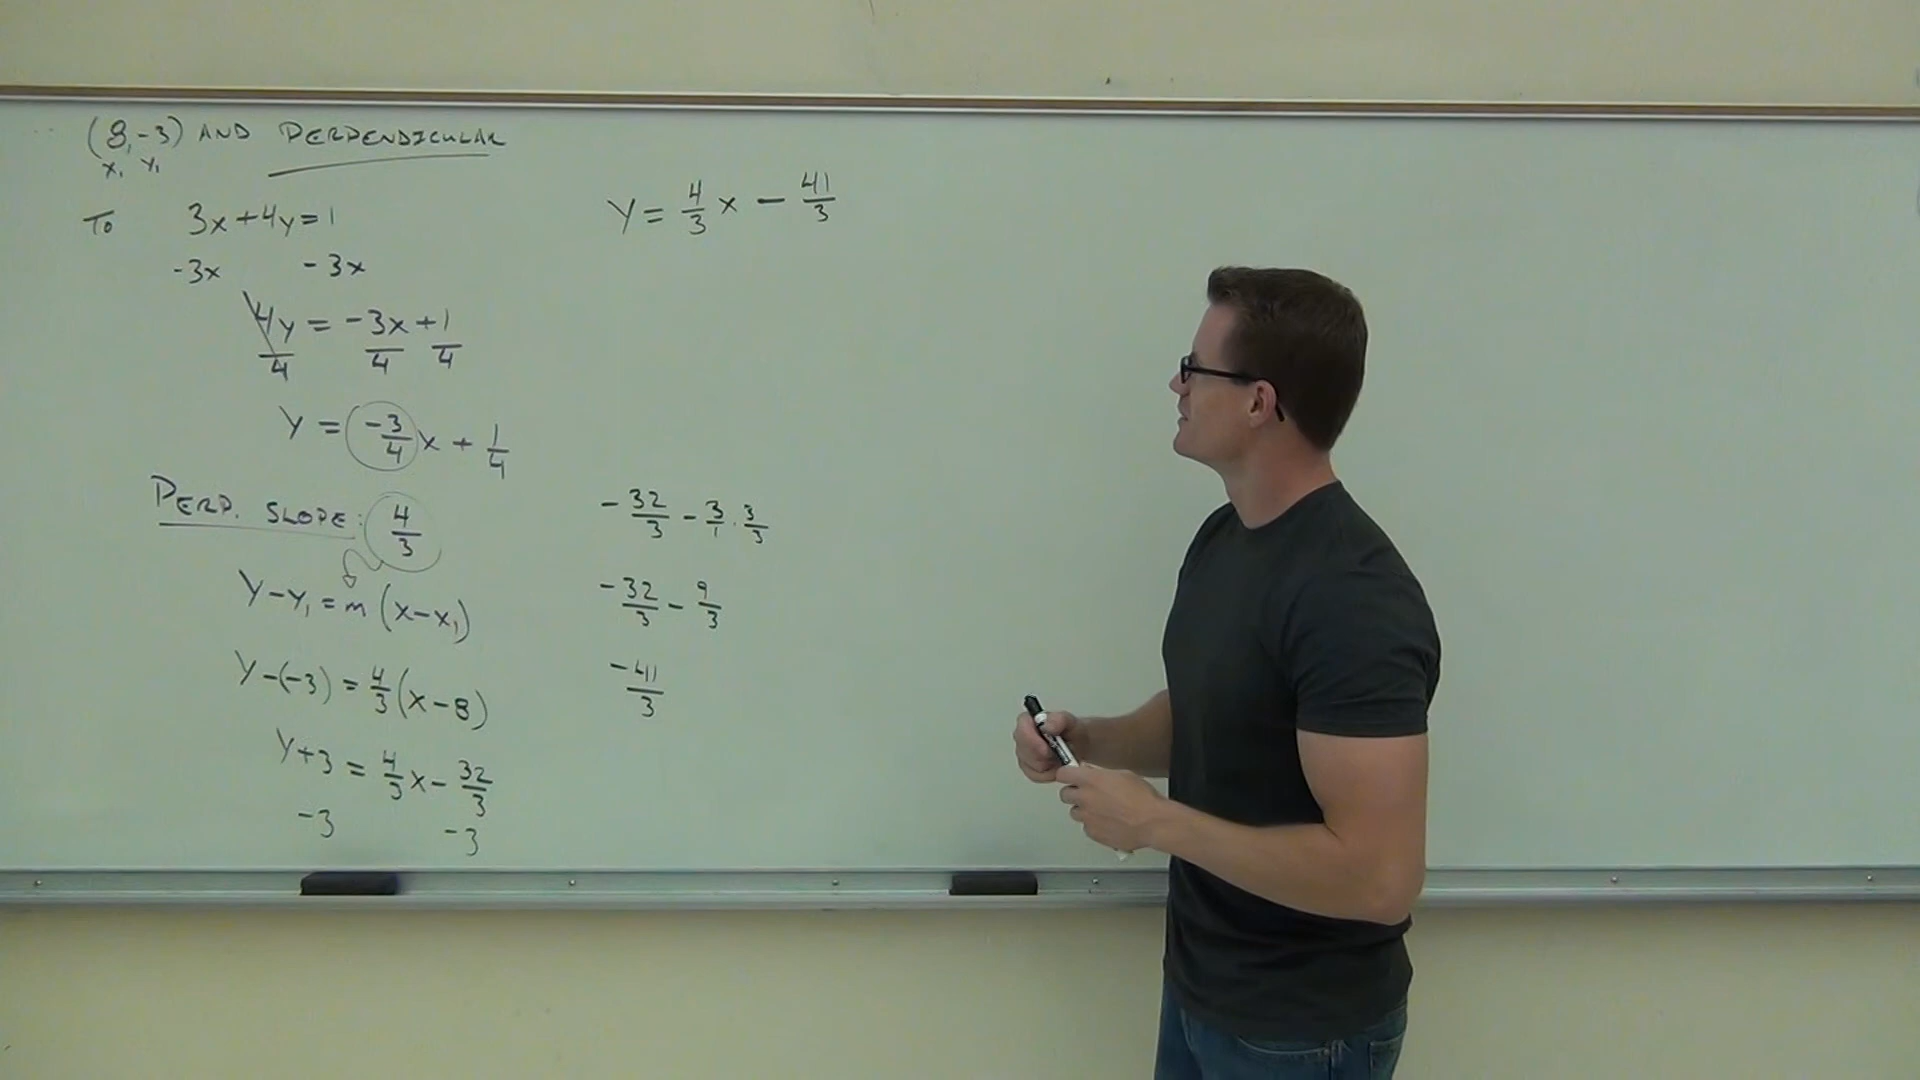 (8,-3) AND PERPENDICULAR
x₁ y₁
To 3x+4y=1
-3x -3x
4y/4 = -3x/4 +1/4
y = -3/4 x + 1/4
PERP. SLOPE: 4/3
y-y₁ = m(x-x₁)
y-(-3) = 4/3(x-8)
y+3 = 4/3 x - 32/3
-3 -3
y = 4/3 x - 41/3
-32/3 - 3/1 · 3/3
-32/3 - 9/3
-41/3